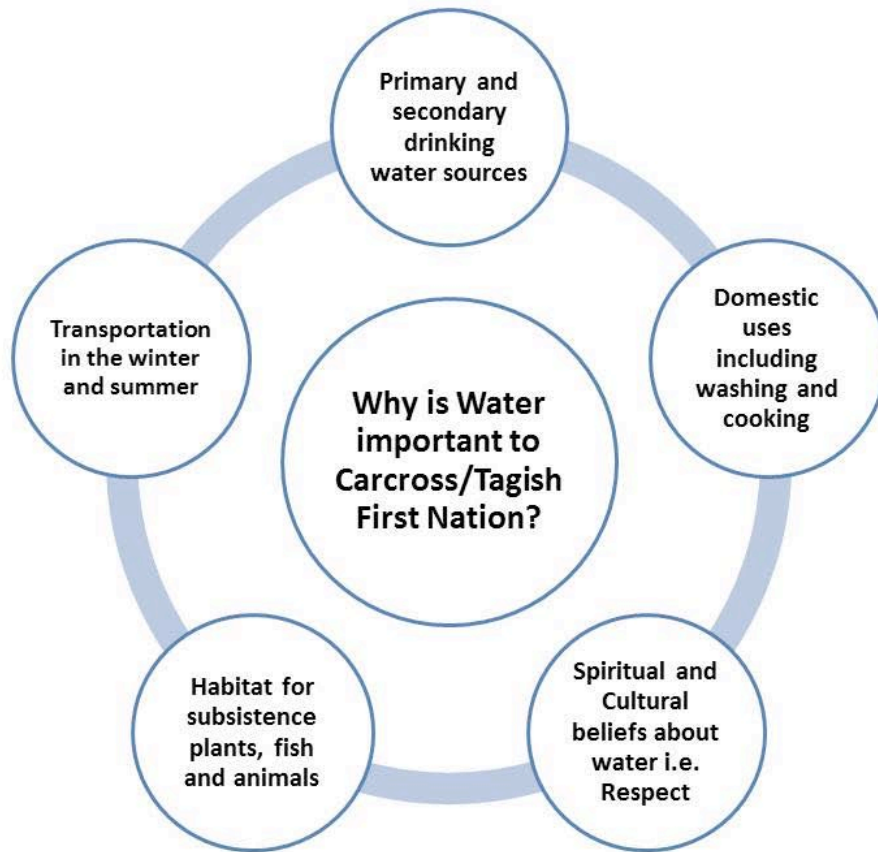 Primary and
secondary
drinking
water sources
Domestic
uses
including
washing and
cooking
Spiritual and
Cultural
beliefs about
water i.e.
Respect
Habitat for
subsistence
plants, fish
and animals
Transportation
in the winter
and summer
Why is Water
important to
Carcross/Tagish
First Nation?